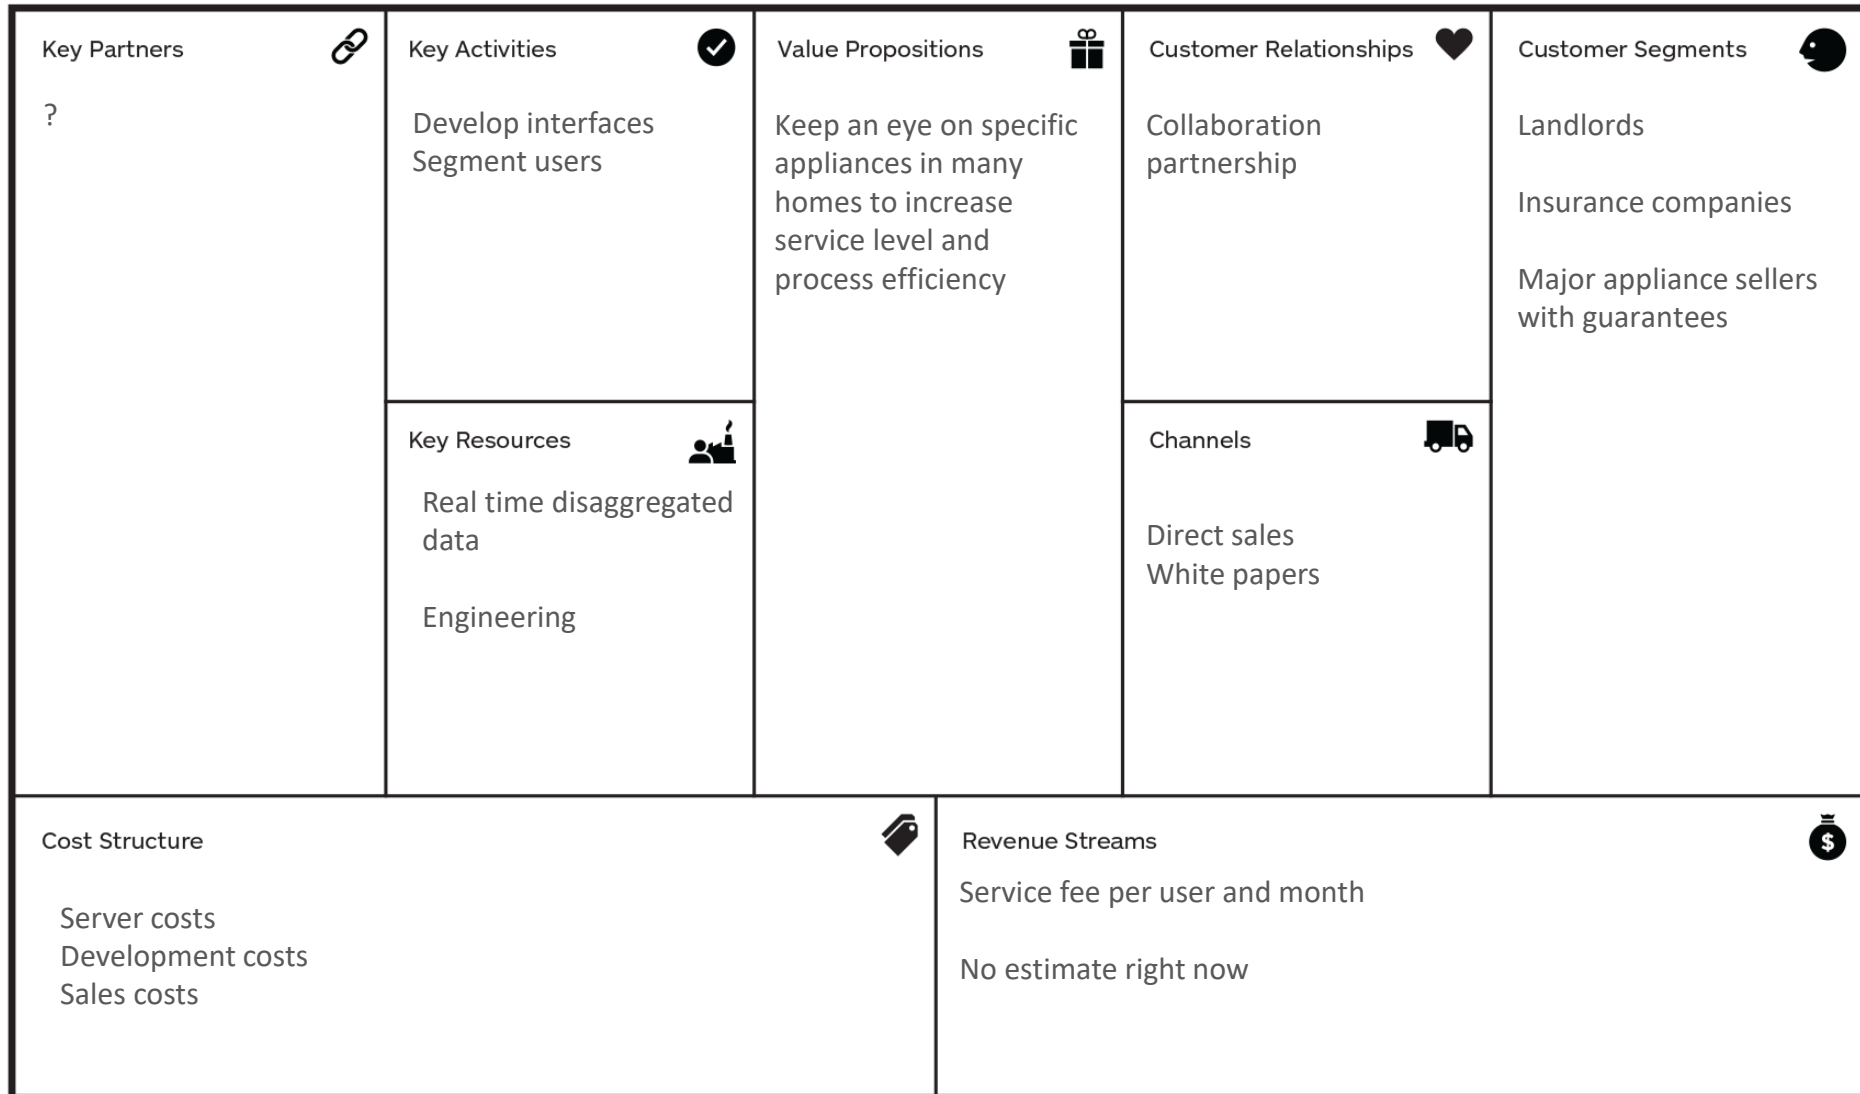 Key Partners
?
Key Activities
Develop interfaces
Segment users
Key Resources
Real time disaggregated
data
Engineering
Value Propositions
Keep an eye on specific
appliances in many
homes to increase
service level and
process efficiency
Customer Relationships
Collaboration
partnership
Channels
Direct sales
White papers
Customer Segments
Landlords
Insurance companies
Major appliance sellers
with guarantees
Cost Structure
Server costs
Development costs
Sales costs
Revenue Streams
$
Service fee per user and month
No estimate right now